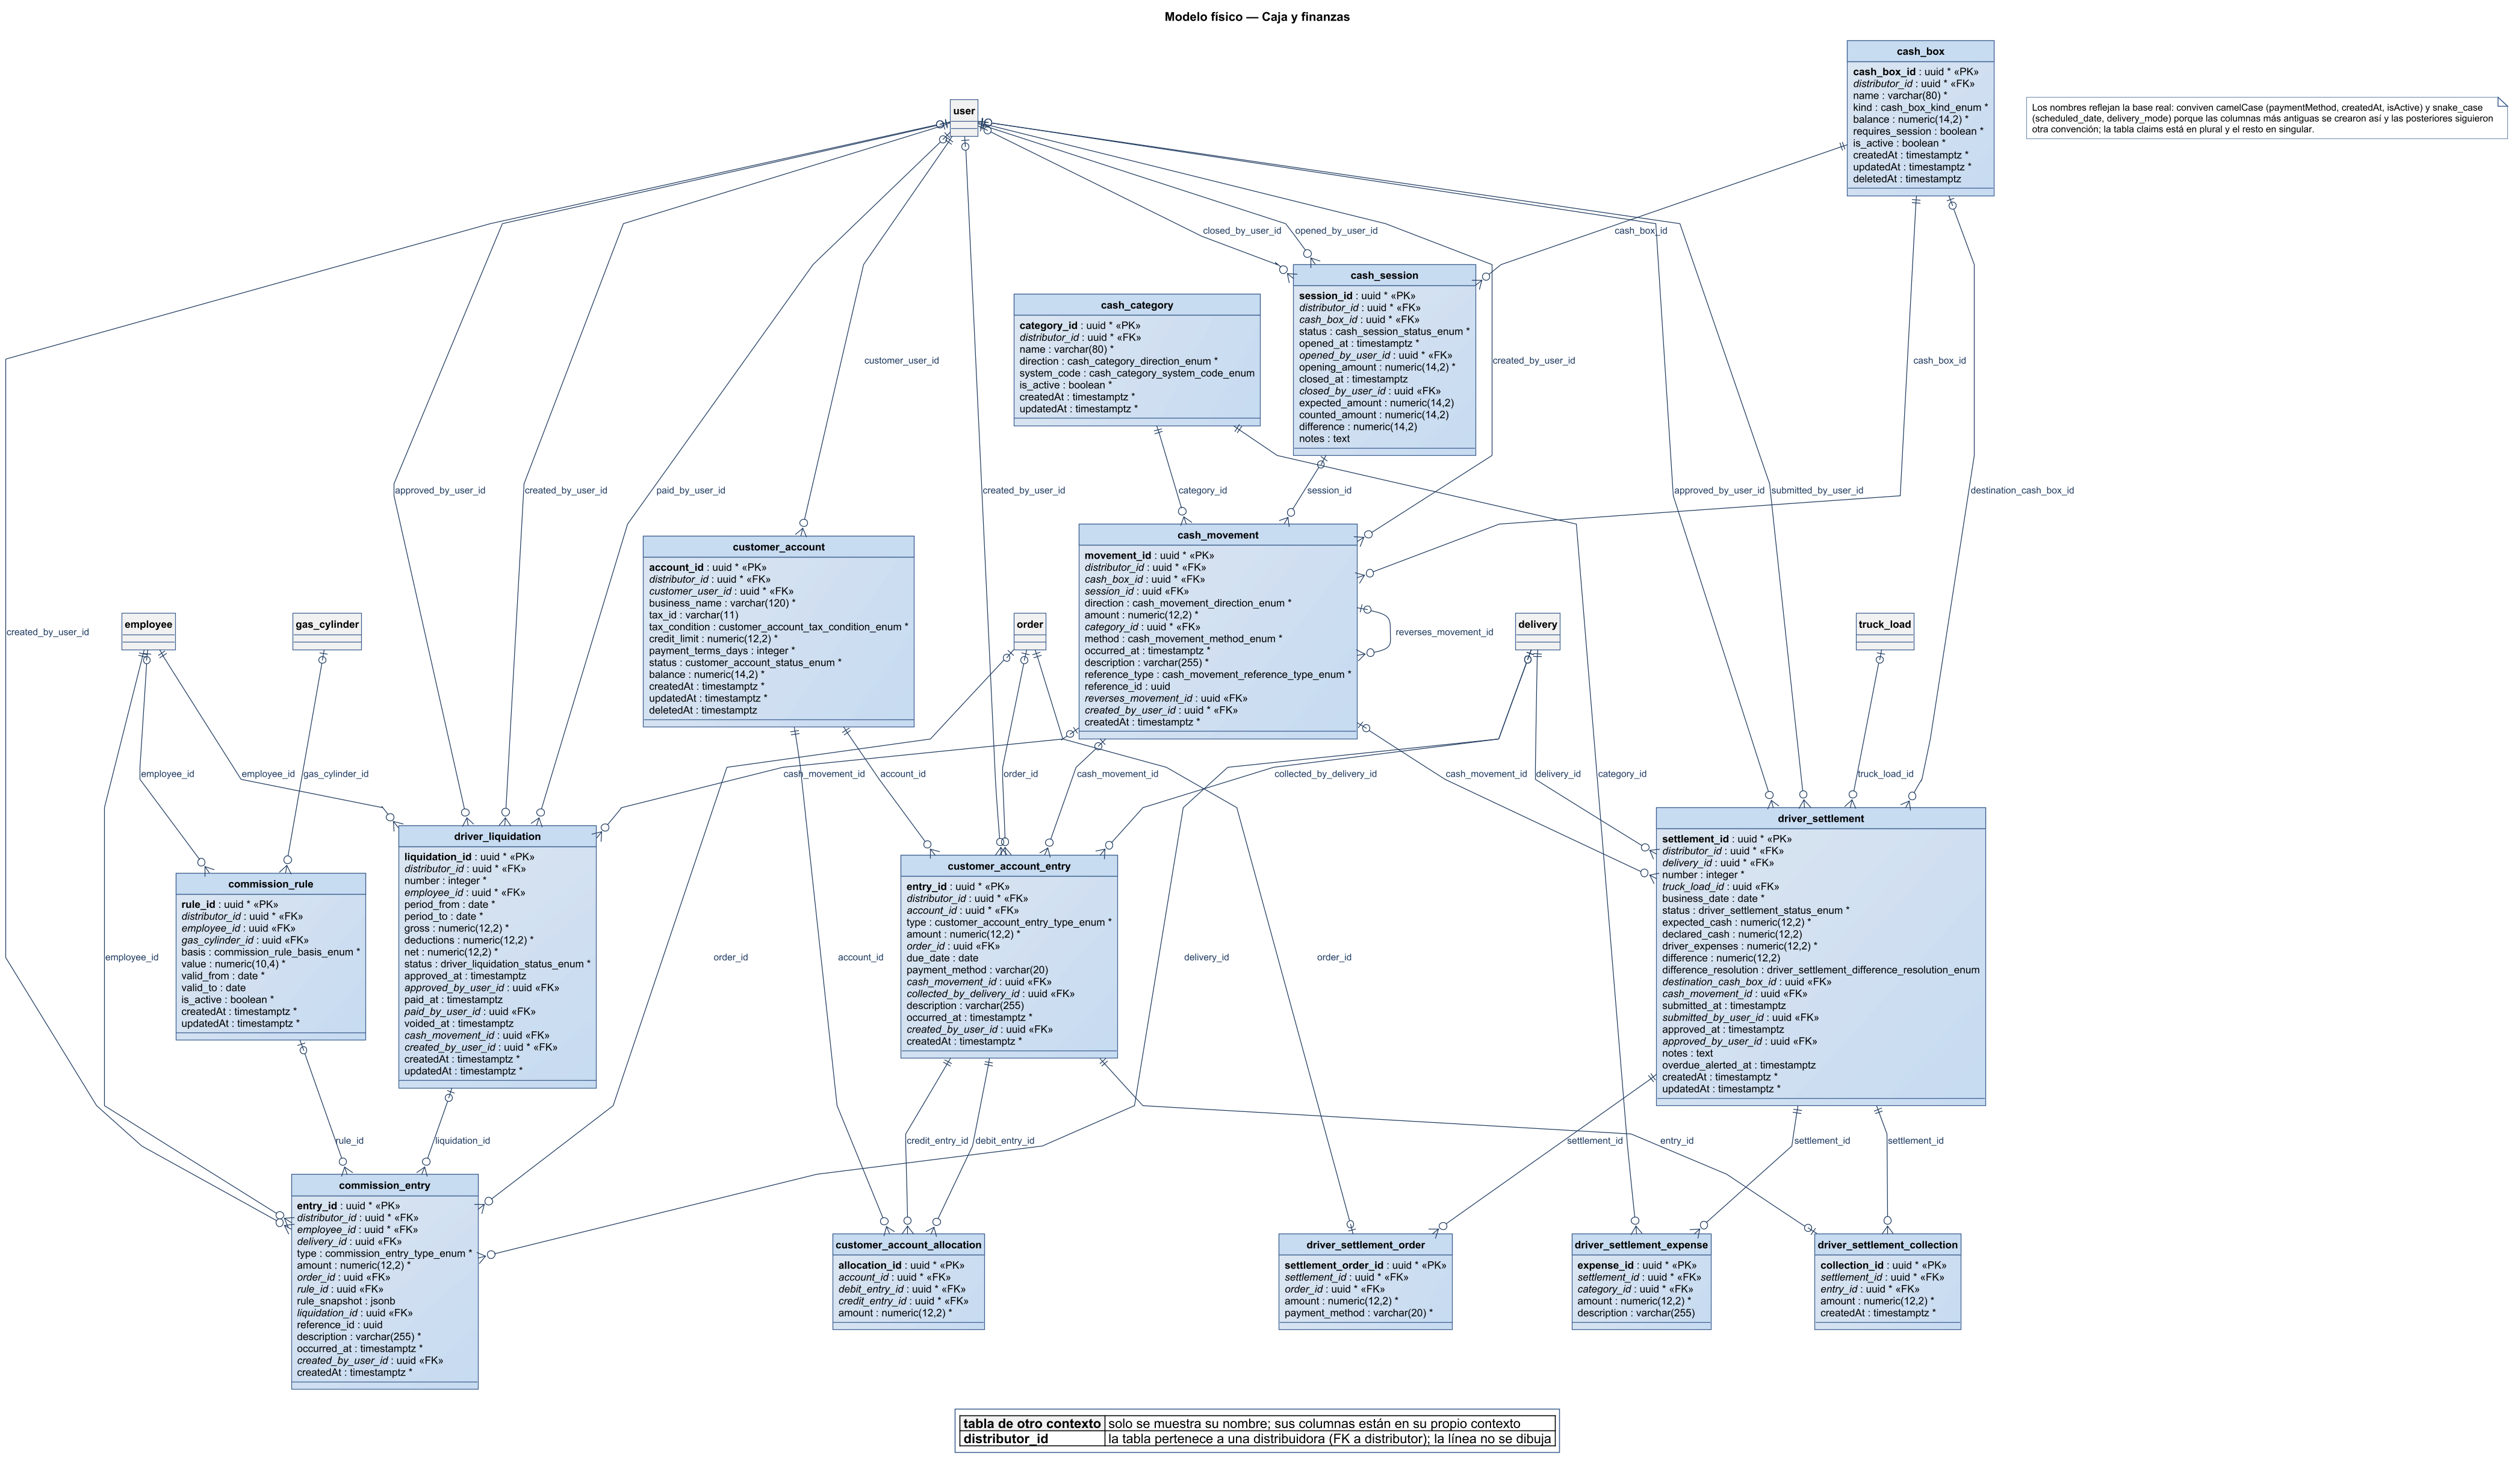 Modelo físico — Caja y finanzas
cash_box
cash_box_id : uuid * «PK»
distributor_id : uuid * «FK»
name : varchar(80) *
kind : cash_box_kind_enum *
balance : numeric(14,2) *
requires_session : boolean *
is_active : boolean *
createdAt : timestamptz *
updatedAt : timestamptz *
deletedAt : timestamptz
Los nombres reflejan la base real: conviven camelCase (paymentMethod, createdAt, isActive) y snake_case
(scheduled_date, delivery_mode) porque las columnas más antiguas se crearon así y las posteriores siguieron
otra convención; la tabla claims está en plural y el resto en singular.
user
closed_by_user_id
opened_by_user_id
cash_box_id
cash_session
session_id : uuid * «PK»
distributor_id : uuid * «FK»
cash_box_id : uuid * «FK»
status : cash_session_status_enum *
opened_at : timestamptz *
opened_by_user_id : uuid * «FK»
opening_amount : numeric(14,2) *
closed_at : timestamptz
closed_by_user_id : uuid «FK»
expected_amount : numeric(14,2)
counted_amount : numeric(14,2)
difference : numeric(14,2)
notes : text
cash_category
category_id : uuid * «PK»
distributor_id : uuid * «FK»
name : varchar(80) *
direction : cash_category_direction_enum *
system_code : cash_category_system_code_enum
is_active : boolean *
createdAt : timestamptz *
updatedAt : timestamptz *
customer_user_id
created_by_user_id
cash_box_id
approved_by_user_id
created_by_user_id
paid_by_user_id
created_by_user_id
category_id
session_id
approved_by_user_id
submitted_by_user_id
destination_cash_box_id
customer_account
account_id : uuid * «PK»
distributor_id : uuid * «FK»
customer_user_id : uuid * «FK»
business_name : varchar(120) *
tax_id : varchar(11)
tax_condition : customer_account_tax_condition_enum *
credit_limit : numeric(12,2) *
payment_terms_days : integer *
status : customer_account_status_enum *
balance : numeric(14,2) *
createdAt : timestamptz *
updatedAt : timestamptz *
deletedAt : timestamptz
cash_movement
movement_id : uuid * «PK»
distributor_id : uuid * «FK»
cash_box_id : uuid * «FK»
session_id : uuid «FK»
direction : cash_movement_direction_enum *
amount : numeric(12,2) *
category_id : uuid * «FK»
method : cash_movement_method_enum *
occurred_at : timestamptz *
description : varchar(255) *
reference_type : cash_movement_reference_type_enum *
reference_id : uuid
reverses_movement_id : uuid «FK»
created_by_user_id : uuid * «FK»
createdAt : timestamptz *
reverses_movement_id
created_by_user_id
employee
gas_cylinder
order
delivery
truck_load
employee_id
employee_id
gas_cylinder_id
cash_movement_id
account_id
order_id
cash_movement_id
collected_by_delivery_id
cash_movement_id
delivery_id
category_id
truck_load_id
commission_rule
rule_id : uuid * «PK»
distributor_id : uuid * «FK»
employee_id : uuid «FK»
gas_cylinder_id : uuid «FK»
basis : commission_rule_basis_enum *
value : numeric(10,4) *
valid_from : date *
valid_to : date
is_active : boolean *
createdAt : timestamptz *
updatedAt : timestamptz *
driver_liquidation
liquidation_id : uuid * «PK»
distributor_id : uuid * «FK»
number : integer *
employee_id : uuid * «FK»
period_from : date *
period_to : date *
gross : numeric(12,2) *
deductions : numeric(12,2) *
net : numeric(12,2) *
status : driver_liquidation_status_enum *
approved_at : timestamptz
approved_by_user_id : uuid «FK»
paid_at : timestamptz
paid_by_user_id : uuid «FK»
voided_at : timestamptz
cash_movement_id : uuid «FK»
created_by_user_id : uuid * «FK»
createdAt : timestamptz *
updatedAt : timestamptz *
customer_account_entry
entry_id : uuid * «PK»
distributor_id : uuid * «FK»
account_id : uuid * «FK»
type : customer_account_entry_type_enum *
amount : numeric(12,2) *
order_id : uuid «FK»
due_date : date
payment_method : varchar(20)
cash_movement_id : uuid «FK»
collected_by_delivery_id : uuid «FK»
description : varchar(255)
occurred_at : timestamptz *
created_by_user_id : uuid «FK»
createdAt : timestamptz *
driver_settlement
settlement_id : uuid * «PK»
distributor_id : uuid * «FK»
delivery_id : uuid * «FK»
number : integer *
truck_load_id : uuid «FK»
business_date : date *
status : driver_settlement_status_enum *
expected_cash : numeric(12,2) *
declared_cash : numeric(12,2)
driver_expenses : numeric(12,2) *
difference : numeric(12,2)
difference_resolution : driver_settlement_difference_resolution_enum
destination_cash_box_id : uuid «FK»
cash_movement_id : uuid «FK»
submitted_at : timestamptz
submitted_by_user_id : uuid «FK»
approved_at : timestamptz
approved_by_user_id : uuid «FK»
notes : text
overdue_alerted_at : timestamptz
createdAt : timestamptz *
updatedAt : timestamptz *
employee_id
order_id
account_id
delivery_id
order_id
rule_id
liquidation_id
credit_entry_id
debit_entry_id
settlement_id
entry_id
settlement_id
settlement_id
commission_entry
entry_id : uuid * «PK»
distributor_id : uuid * «FK»
employee_id : uuid * «FK»
delivery_id : uuid «FK»
type : commission_entry_type_enum *
amount : numeric(12,2) *
order_id : uuid «FK»
rule_id : uuid «FK»
rule_snapshot : jsonb
liquidation_id : uuid «FK»
reference_id : uuid
description : varchar(255) *
occurred_at : timestamptz *
created_by_user_id : uuid «FK»
createdAt : timestamptz *
customer_account_allocation
allocation_id : uuid * «PK»
account_id : uuid * «FK»
debit_entry_id : uuid * «FK»
credit_entry_id : uuid * «FK»
amount : numeric(12,2) *
driver_settlement_order
settlement_order_id : uuid * «PK»
settlement_id : uuid * «FK»
order_id : uuid * «FK»
amount : numeric(12,2) *
payment_method : varchar(20) *
driver_settlement_expense
expense_id : uuid * «PK»
settlement_id : uuid * «FK»
category_id : uuid * «FK»
amount : numeric(12,2) *
description : varchar(255)
driver_settlement_collection
collection_id : uuid * «PK»
settlement_id : uuid * «FK»
entry_id : uuid * «FK»
amount : numeric(12,2) *
createdAt : timestamptz *
tabla de otro contexto solo se muestra su nombre; sus columnas están en su propio contexto
distributor_id la tabla pertenece a una distribuidora (FK a distributor); la línea no se dibuja